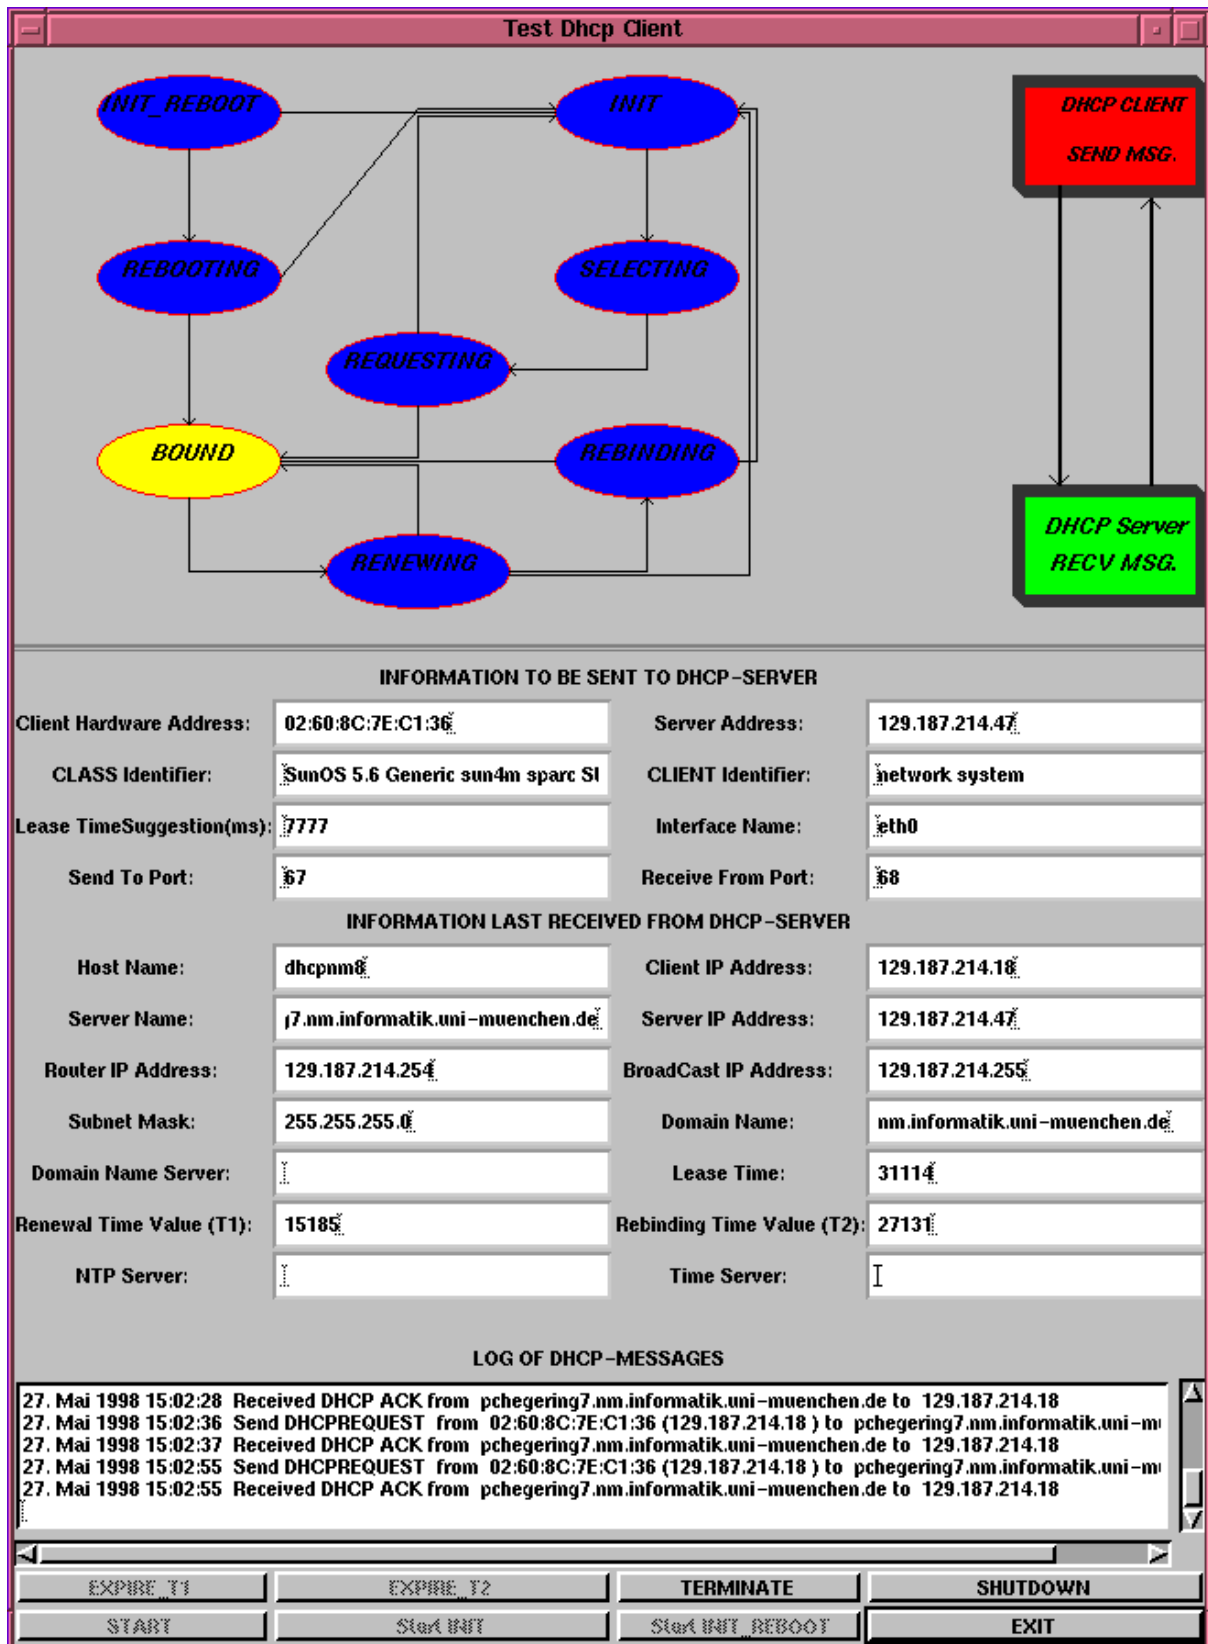 Test Dhcp Client
INIT_REBOOT
INIT
DHCP CLIENT
SEND MSG.
REBOOTING
SELECTING
REQUESTING
BOUND
REBINDING
DHCP Server
RECV MSG.
RENEWING
INFORMATION TO BE SENT TO DHCP-SERVER
Client Hardware Address: 02:60:8C:7E:C1:36 Server Address: 129.187.214.47
CLASS Identifier: SunOS 5.6 Generic sun4m sparc CLIENT Identifier: network system
Lease TimeSuggestion(ms): 7777 Interface Name: eth0
Send To Port: 67 Receive From Port: 68
INFORMATION LAST RECEIVED FROM DHCP-SERVER
Host Name: dhcpnm8 Client IP Address: 129.187.214.18
Server Name: 7.nm.informatik.uni-muenchen.de Server IP Address: 129.187.214.47
Router IP Address: 129.187.214.254 BroadCast IP Address: 129.187.214.255
Subnet Mask: 255.255.255.0 Domain Name: nm.informatik.uni-muenchen.de
Domain Name Server: Lease Time: 31114
Renewal Time Value (T1): 15185 Rebinding Time Value (T2): 27131
NTP Server: Time Server:
LOG OF DHCP-MESSAGES
27. Mai 1998 15:02:28 Received DHCP ACK from pchegering7.nm.informatik.uni-muenchen.de to 129.187.214.18
27. Mai 1998 15:02:36 Send DHCPREQUEST from 02:60:8C:7E:C1:36 (129.187.214.18 ) to pchegering7.nm.informatik.uni-m
27. Mai 1998 15:02:37 Received DHCP ACK from pchegering7.nm.informatik.uni-muenchen.de to 129.187.214.18
27. Mai 1998 15:02:55 Send DHCPREQUEST from 02:60:8C:7E:C1:36 (129.187.214.18 ) to pchegering7.nm.informatik.uni-m
27. Mai 1998 15:02:55 Received DHCP ACK from pchegering7.nm.informatik.uni-muenchen.de to 129.187.214.18
EXPIRE_T1 EXPIRE_T2 TERMINATE SHUTDOWN
START Start INIT Start INIT_REBOOT EXIT